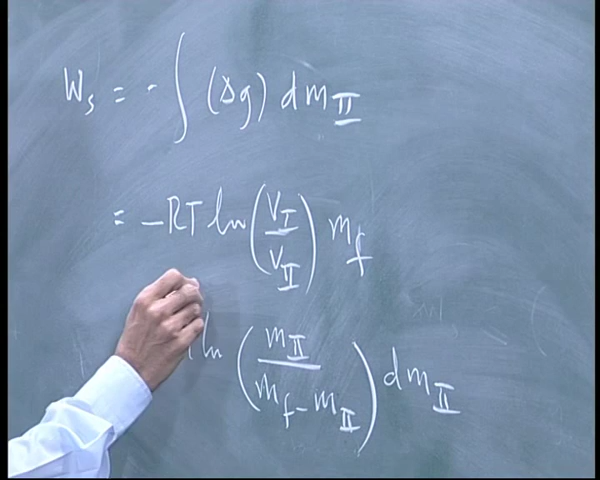 W_s = -∫ (Δg) dm_II
= -RT ln(V_I / V_II) m_f
ln (m_II / (m_f - m_II)) dm_II